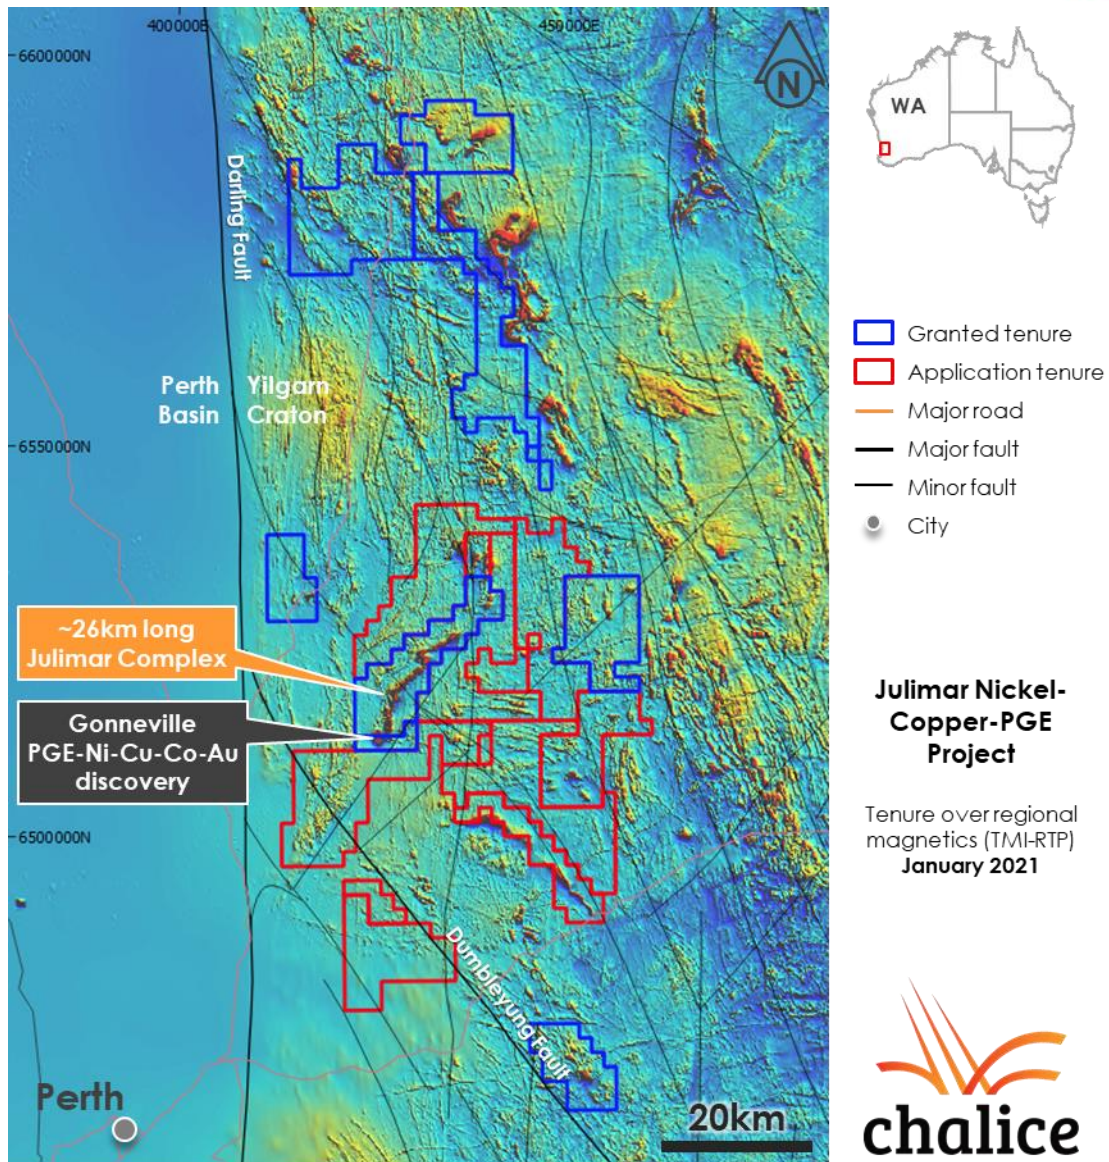 400000E
450000E
6600000N
N
WA
Darling Fault
Granted tenure
Application tenure
Major road
Major fault
Minor fault
City
Perth Yilgarn
Basin Craton
6550000N
~26km long
Julimar Complex
Gonneville
PGE-Ni-Cu-Co-Au
discovery
Julimar Nickel-
Copper-PGE
Project
Tenure over regional
magnetics (TMI-RTP)
January 2021
6500000N
Dumbleyung Fault
Perth
20km
chalice